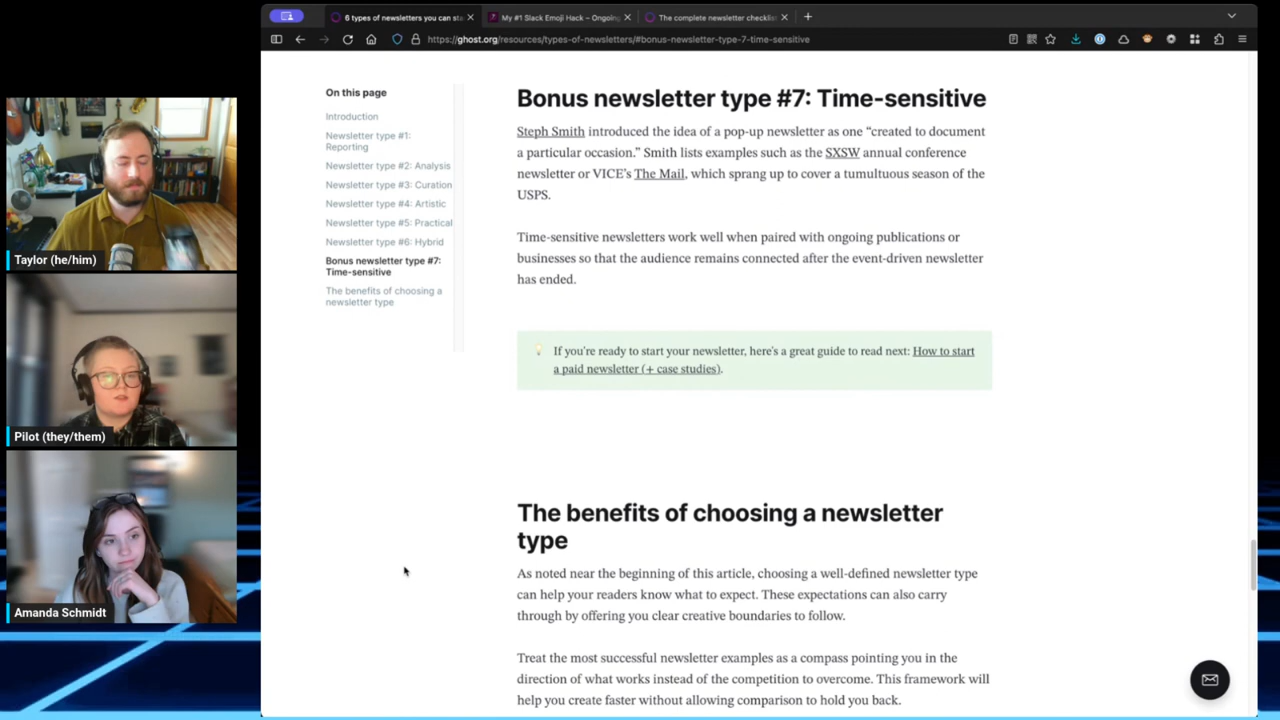 6 types of newsletters you can sta
My #1 Slack Emoji Hack – Ongoin
The complete newsletter checklis
https://ghost.org/resources/types-of-newsletters/#bonus-newsletter-type-7-time-sensitive
Taylor (he/him)
Pilot (they/them)
Amanda Schmidt
On this page
Introduction
Newsletter type #1:
Reporting
Newsletter type #2: Analysis
Newsletter type #3: Curation
Newsletter type #4: Artistic
Newsletter type #5: Practical
Newsletter type #6: Hybrid
Bonus newsletter type #7:
Time-sensitive
The benefits of choosing a
newsletter type
Bonus newsletter type #7: Time-sensitive
Steph Smith introduced the idea of a pop-up newsletter as one “created to document
a particular occasion.” Smith lists examples such as the SXSW annual conference
newsletter or VICE’s The Mail, which sprang up to cover a tumultuous season of the
USPS.
Time-sensitive newsletters work well when paired with ongoing publications or
businesses so that the audience remains connected after the event-driven newsletter
has ended.
If you’re ready to start your newsletter, here’s a great guide to read next: How to start
a paid newsletter (+ case studies).
The benefits of choosing a newsletter
type
As noted near the beginning of this article, choosing a well-defined newsletter type
can help your readers know what to expect. These expectations can also carry
through by offering you clear creative boundaries to follow.
Treat the most successful newsletter examples as a compass pointing you in the
direction of what works instead of the competition to overcome. This framework will
help you create faster without allowing comparison to hold you back.